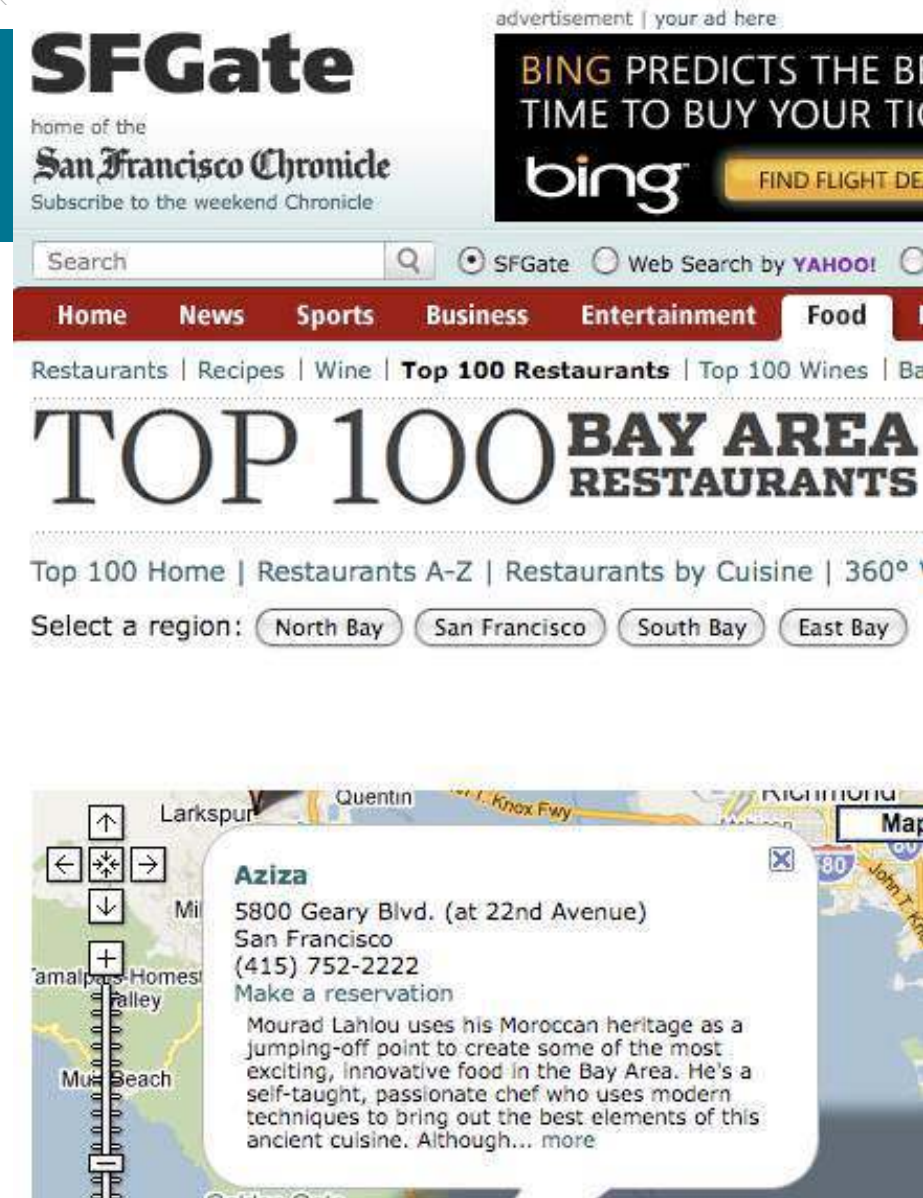 advertisement | your ad here
SFGate
home of the
San Francisco Chronicle
Subscribe to the weekend Chronicle
BING PREDICTS THE
TIME TO BUY YOUR
bing
FIND FLIGHT
Search
SFGate Web Search by YAHOO!
Home News Sports Business Entertainment Food
Restaurants | Recipes | Wine | Top 100 Restaurants | Top 100 Wines |
TOP 100 BAY AREA
RESTAURANTS
Top 100 Home | Restaurants A-Z | Restaurants by Cuisine | 360°
Select a region: North Bay San Francisco South Bay East Bay
Larkspur Quentin Knox Fwy Richmond
Map
80
Aziza
5800 Geary Blvd. (at 22nd Avenue)
San Francisco
(415) 752-2222
Make a reservation
Mourad Lahlou uses his Moroccan heritage as a
jumping-off point to create some of the most
exciting, innovative food in the Bay Area. He's a
self-taught, passionate chef who uses modern
techniques to bring out the best elements of this
ancient cuisine. Although... more
Mil
Valley
Muir Beach
John T.